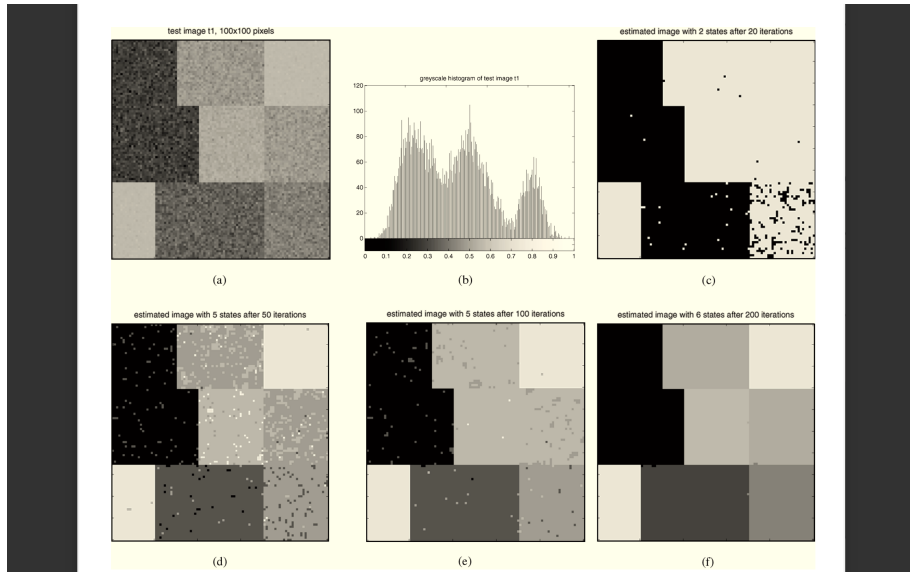 test image t1, 100x100 pixels
greyscale histogram of test image t1
120
100
80
60
40
20
0
0 0.1 0.2 0.3 0.4 0.5 0.6 0.7 0.8 0.9 1
estimated image with 2 states after 20 iterations
(a)
(b)
(c)
estimated image with 5 states after 50 iterations
estimated image with 5 states after 100 iterations
estimated image with 6 states after 200 iterations
(d)
(e)
(f)